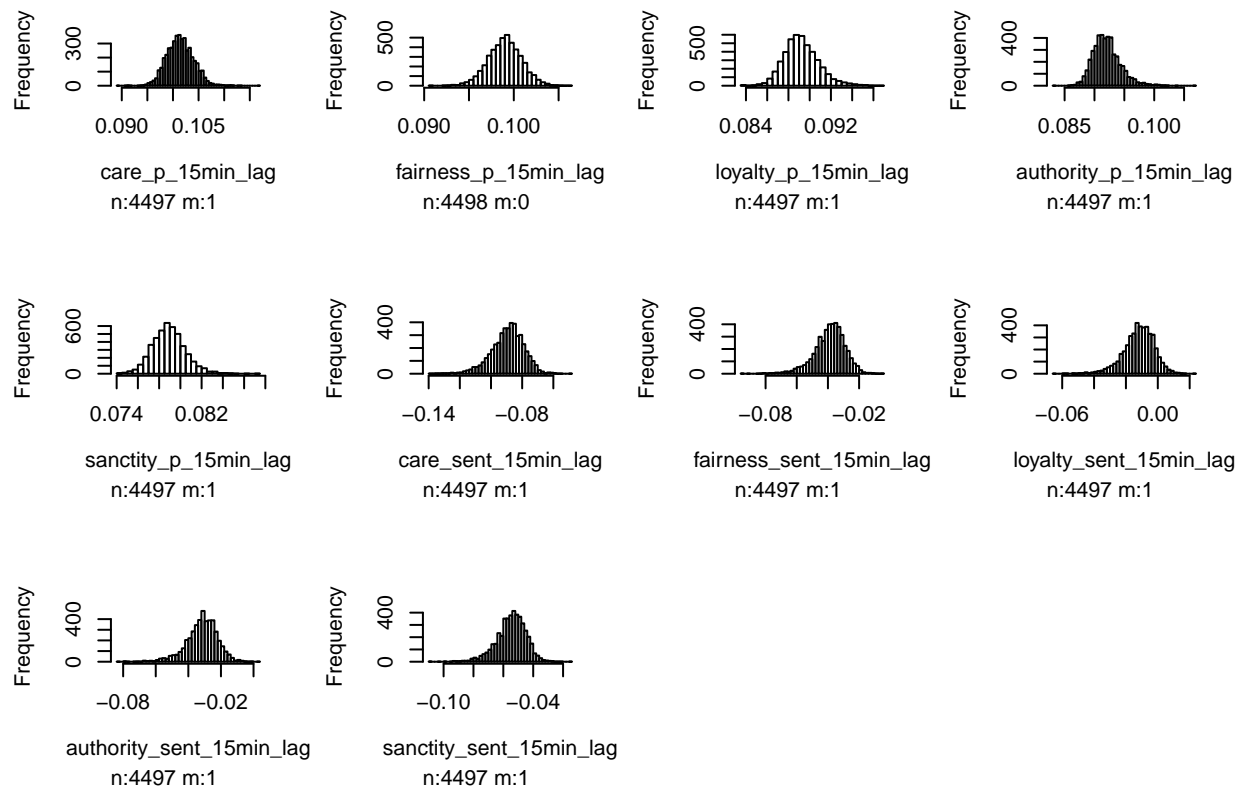 Frequency
0 300
0.090 0.105
care_p_15min_lag
n:4497 m:1
Frequency
0 500
0.090 0.100
fairness_p_15min_lag
n:4498 m:0
Frequency
0 500
0.084 0.092
loyalty_p_15min_lag
n:4497 m:1
Frequency
0 400
0.085 0.100
authority_p_15min_lag
n:4497 m:1
Frequency
0 600
0.074 0.082
sanctity_p_15min_lag
n:4497 m:1
Frequency
0 400
−0.14 −0.08
care_sent_15min_lag
n:4497 m:1
Frequency
0 400
−0.08 −0.02
fairness_sent_15min_lag
n:4497 m:1
Frequency
0 400
−0.06 0.00
loyalty_sent_15min_lag
n:4497 m:1
Frequency
0 400
−0.08 −0.02
authority_sent_15min_lag
n:4497 m:1
Frequency
0 400
−0.10 −0.04
sanctity_sent_15min_lag
n:4497 m:1